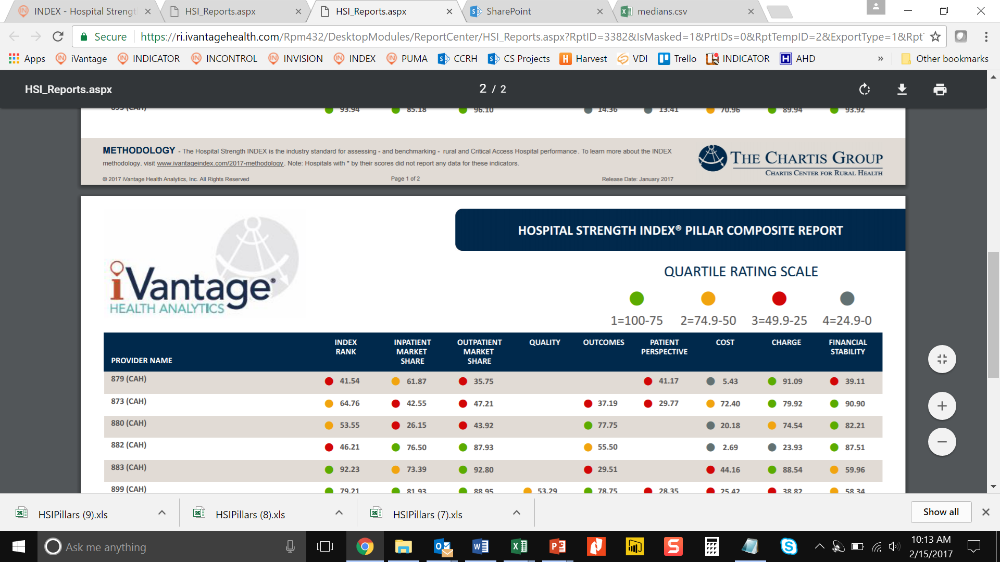 INDEX - Hospital Strengt
HSI_Reports.aspx
HSI_Reports.aspx
SharePoint
medians.csv
Secure
https://ri.ivantagehealth.com/Rpm432/DesktopModules/ReportCenter/HSI_Reports.aspx?RptID=3382&IsMasked=1&PrtIDs=0&RptTempID=2&ExportType=1&Rpt
Apps iVantage INDICATOR INCONTROL INVISION INDEX PUMA CCRH CS Projects Harvest VDI Trello INDICATOR AHD » Other bookmarks
HSI_Reports.aspx 2 / 2
895 (CAH) 93.94 85.18 96.10 14.36 13.41 70.96 89.94 93.92
METHODOLOGY - The Hospital Strength INDEX is the industry standard for assessing - and benchmarking - rural and Critical Access Hospital performance. To learn more about the INDEX
methodology, visit www.ivantageindex.com/2017-methodology. Note: Hospitals with * by their scores did not report any data for these indicators.
© 2017 iVantage Health Analytics, Inc. All Rights Reserved Page 1 of 2 Release Date: January 2017
THE CHARTIS GROUP
CHARTIS CENTER FOR RURAL HEALTH
iVantage®
HEALTH ANALYTICS
HOSPITAL STRENGTH INDEX® PILLAR COMPOSITE REPORT
QUARTILE RATING SCALE
1=100-75 2=74.9-50 3=49.9-25 4=24.9-0
PROVIDER NAME
INDEX RANK
INPATIENT MARKET SHARE
OUTPATIENT MARKET SHARE
QUALITY
OUTCOMES
PATIENT PERSPECTIVE
COST
CHARGE
FINANCIAL STABILITY
879 (CAH) 41.54 61.87 35.75 41.17 5.43 91.09 39.11
873 (CAH) 64.76 42.55 47.21 37.19 29.77 72.40 79.92 90.90
880 (CAH) 53.55 26.15 43.92 77.75 20.18 74.54 82.21
882 (CAH) 46.21 76.50 87.93 55.50 2.69 23.93 87.51
883 (CAH) 92.23 73.39 92.80 29.51 44.16 88.54 59.96
899 (CAH) 79.21 81.93 88.95 53.29 78.75 28.35 25.42 38.82 58.34
HSIPillars (9).xls
HSIPillars (8).xls
HSIPillars (7).xls
Show all
Ask me anything
10:13 AM
2/15/2017